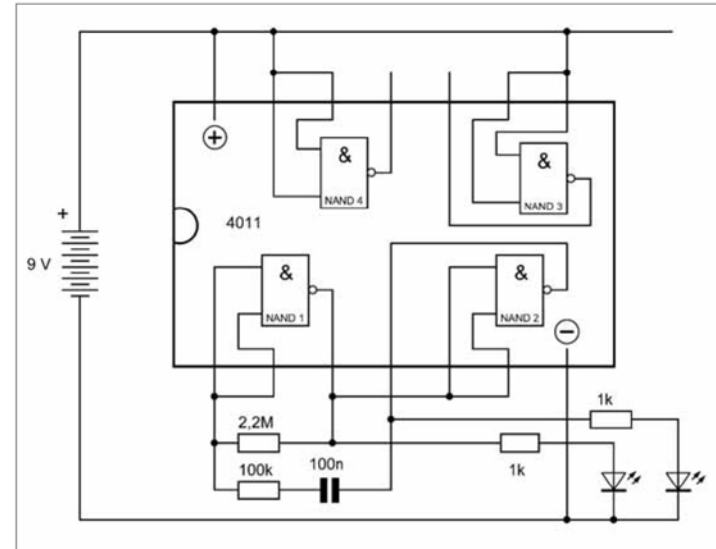 +
&
NAND 4
&
NAND 3
4011
+
9 V
&
NAND 1
&
NAND 2
−
1k
2,2M
100k
100n
1k